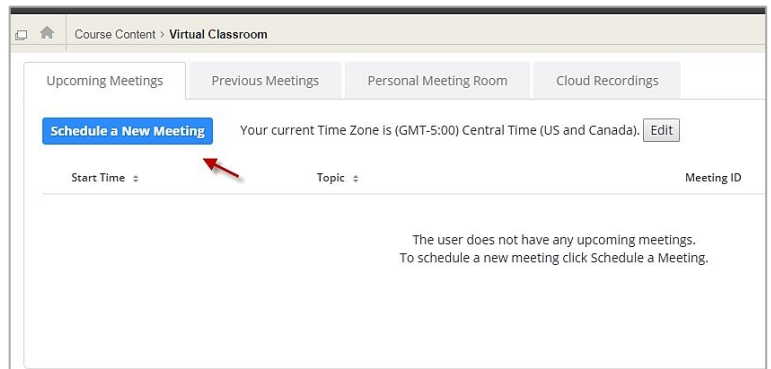 Course Content > Virtual Classroom
Upcoming Meetings Previous Meetings Personal Meeting Room Cloud Recordings
Schedule a New Meeting Your current Time Zone is (GMT-5:00) Central Time (US and Canada). Edit
Start Time Topic Meeting ID
The user does not have any upcoming meetings.
To schedule a new meeting click Schedule a Meeting.